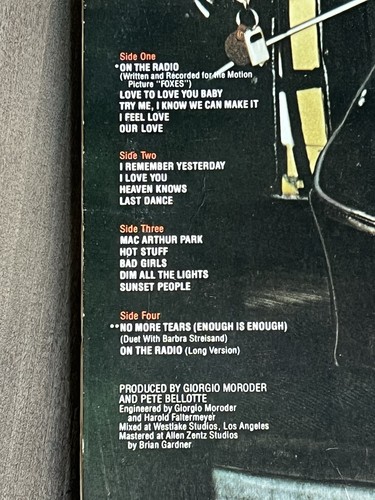 Side One
*ON THE RADIO
(Written and Recorded for the Motion
Picture "FOXES")
LOVE TO LOVE YOU BABY
TRY ME, I KNOW WE CAN MAKE IT
I FEEL LOVE
OUR LOVE
Side Two
I REMEMBER YESTERDAY
I LOVE YOU
HEAVEN KNOWS
LAST DANCE
Side Three
MAC ARTHUR PARK
HOT STUFF
BAD GIRLS
DIM ALL THE LIGHTS
SUNSET PEOPLE
Side Four
**NO MORE TEARS (ENOUGH IS ENOUGH)
(Duet With Barbra Streisand)
ON THE RADIO (Long Version)
PRODUCED BY GIORGIO MORODER
AND PETE BELLOTTE
Engineered by Giorgio Moroder
and Harold Faltermeyer
Mixed at Westlake Studios, Los Angeles
Mastered at Allen Zentz Studios
by Brian Gardner